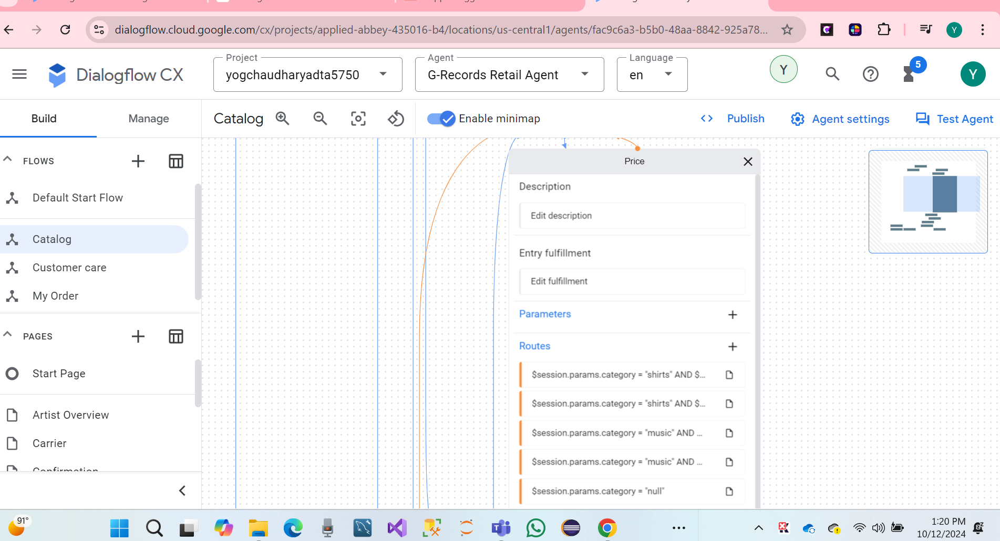 dialogflow.cloud.google.com/cx/projects/applied-abbey-435016-b4/locations/us-central1/agents/fac9c6a3-b5b0-48aa-8842-925a78...
Y
Dialogflow CX
Project
yogchaudharyadta5750
Agent
G-Records Retail Agent
Language
en
Y
5
Y
Build
Manage
Catalog
Enable minimap
Publish
Agent settings
Test Agent
FLOWS
Default Start Flow
Catalog
Customer care
My Order
PAGES
Start Page
Artist Overview
Carrier
Confirmation
Price
Description
Edit description
Entry fulfillment
Edit fulfillment
Parameters
Routes
$session.params.category = "shirts" AND $...
$session.params.category = "shirts" AND $...
$session.params.category = "music" AND ...
$session.params.category = "music" AND ...
$session.params.category = "null"
91°
1:20 PM
10/12/2024